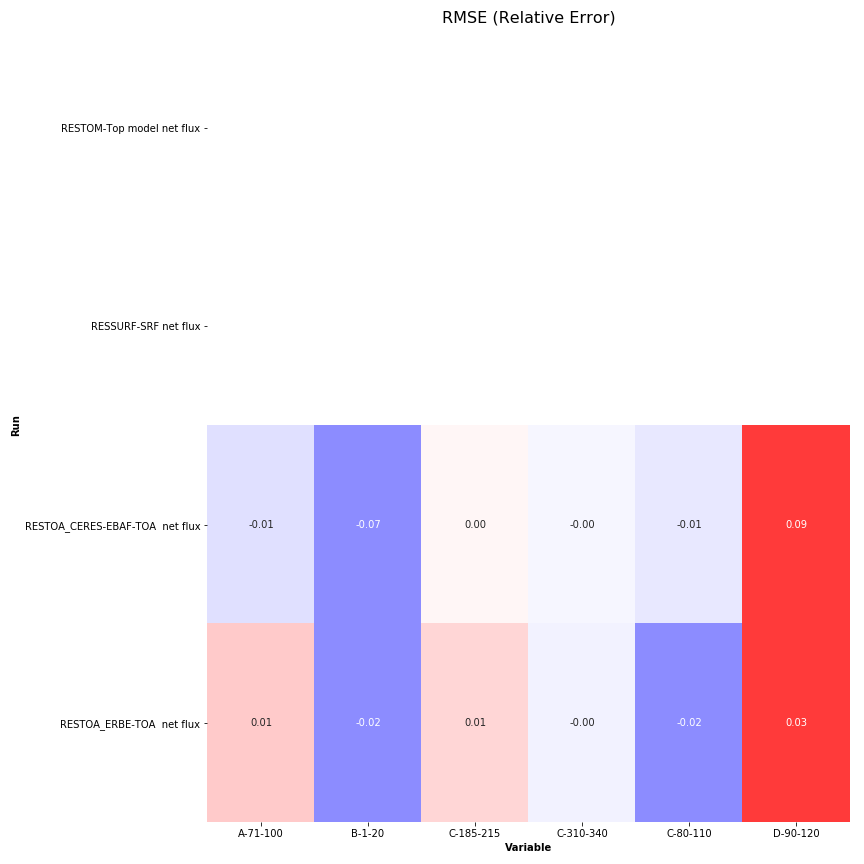 RMSE (Relative Error)
RESTOM-Top model net flux
RESSURF-SRF net flux
Run
RESTOA_CERES-EBAF-TOA  net flux
-0.01 -0.07 0.00 -0.00 -0.01 0.09
RESTOA_ERBE-TOA  net flux
0.01 -0.02 0.01 -0.00 -0.02 0.03
A-71-100 B-1-20 C-185-215 C-310-340 C-80-110 D-90-120
Variable